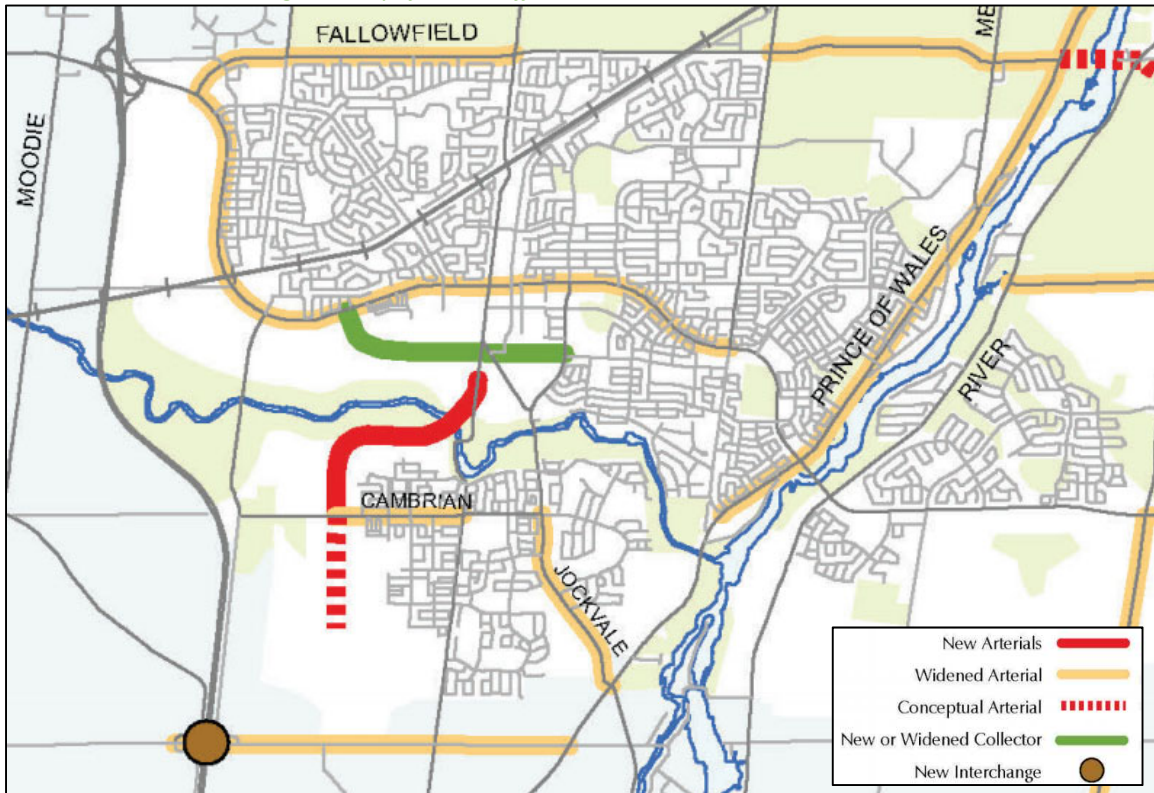 FALLOWFIELD
ME
MOODIE
PRINCE OF WALES
RIVER
CAMBRIAN
JOCKVALE
New Arterials
Widened Arterial
Conceptual Arterial
New or Widened Collector
New Interchange